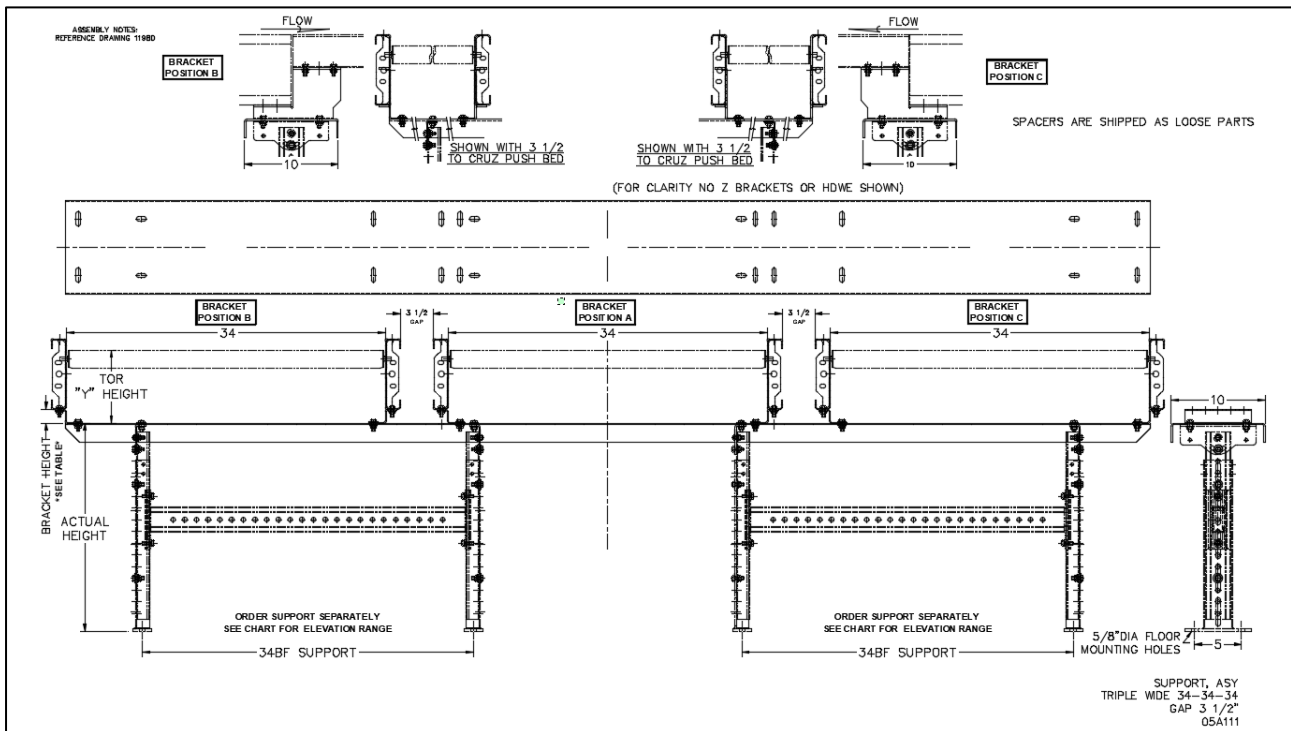 ASSEMBLY NOTES:
REFERENCE DRAWING 119BD
BRACKET
POSITION B
FLOW
10
SHOWN WITH 3 1/2
TO CRUZ PUSH BED
FLOW
SHOWN WITH 3 1/2
TO CRUZ PUSH BED
10
BRACKET
POSITION C
SPACERS ARE SHIPPED AS LOOSE PARTS
(FOR CLARITY NO Z BRACKETS OR HDWE SHOWN)
BRACKET
POSITION B
34
3 1/2
GAP
BRACKET
POSITION A
34
3 1/2
GAP
BRACKET
POSITION C
34
TOR
"Y" HEIGHT
BRACKET HEIGHT
"SEE TABLE"
ACTUAL
HEIGHT
10
ORDER SUPPORT SEPARATELY
SEE CHART FOR ELEVATION RANGE
34BF SUPPORT
ORDER SUPPORT SEPARATELY
SEE CHART FOR ELEVATION RANGE
34BF SUPPORT
5/8"DIA FLOOR
MOUNTING HOLES
5
SUPPORT, ASY
TRIPLE WIDE 34-34-34
GAP 3 1/2"
05A111